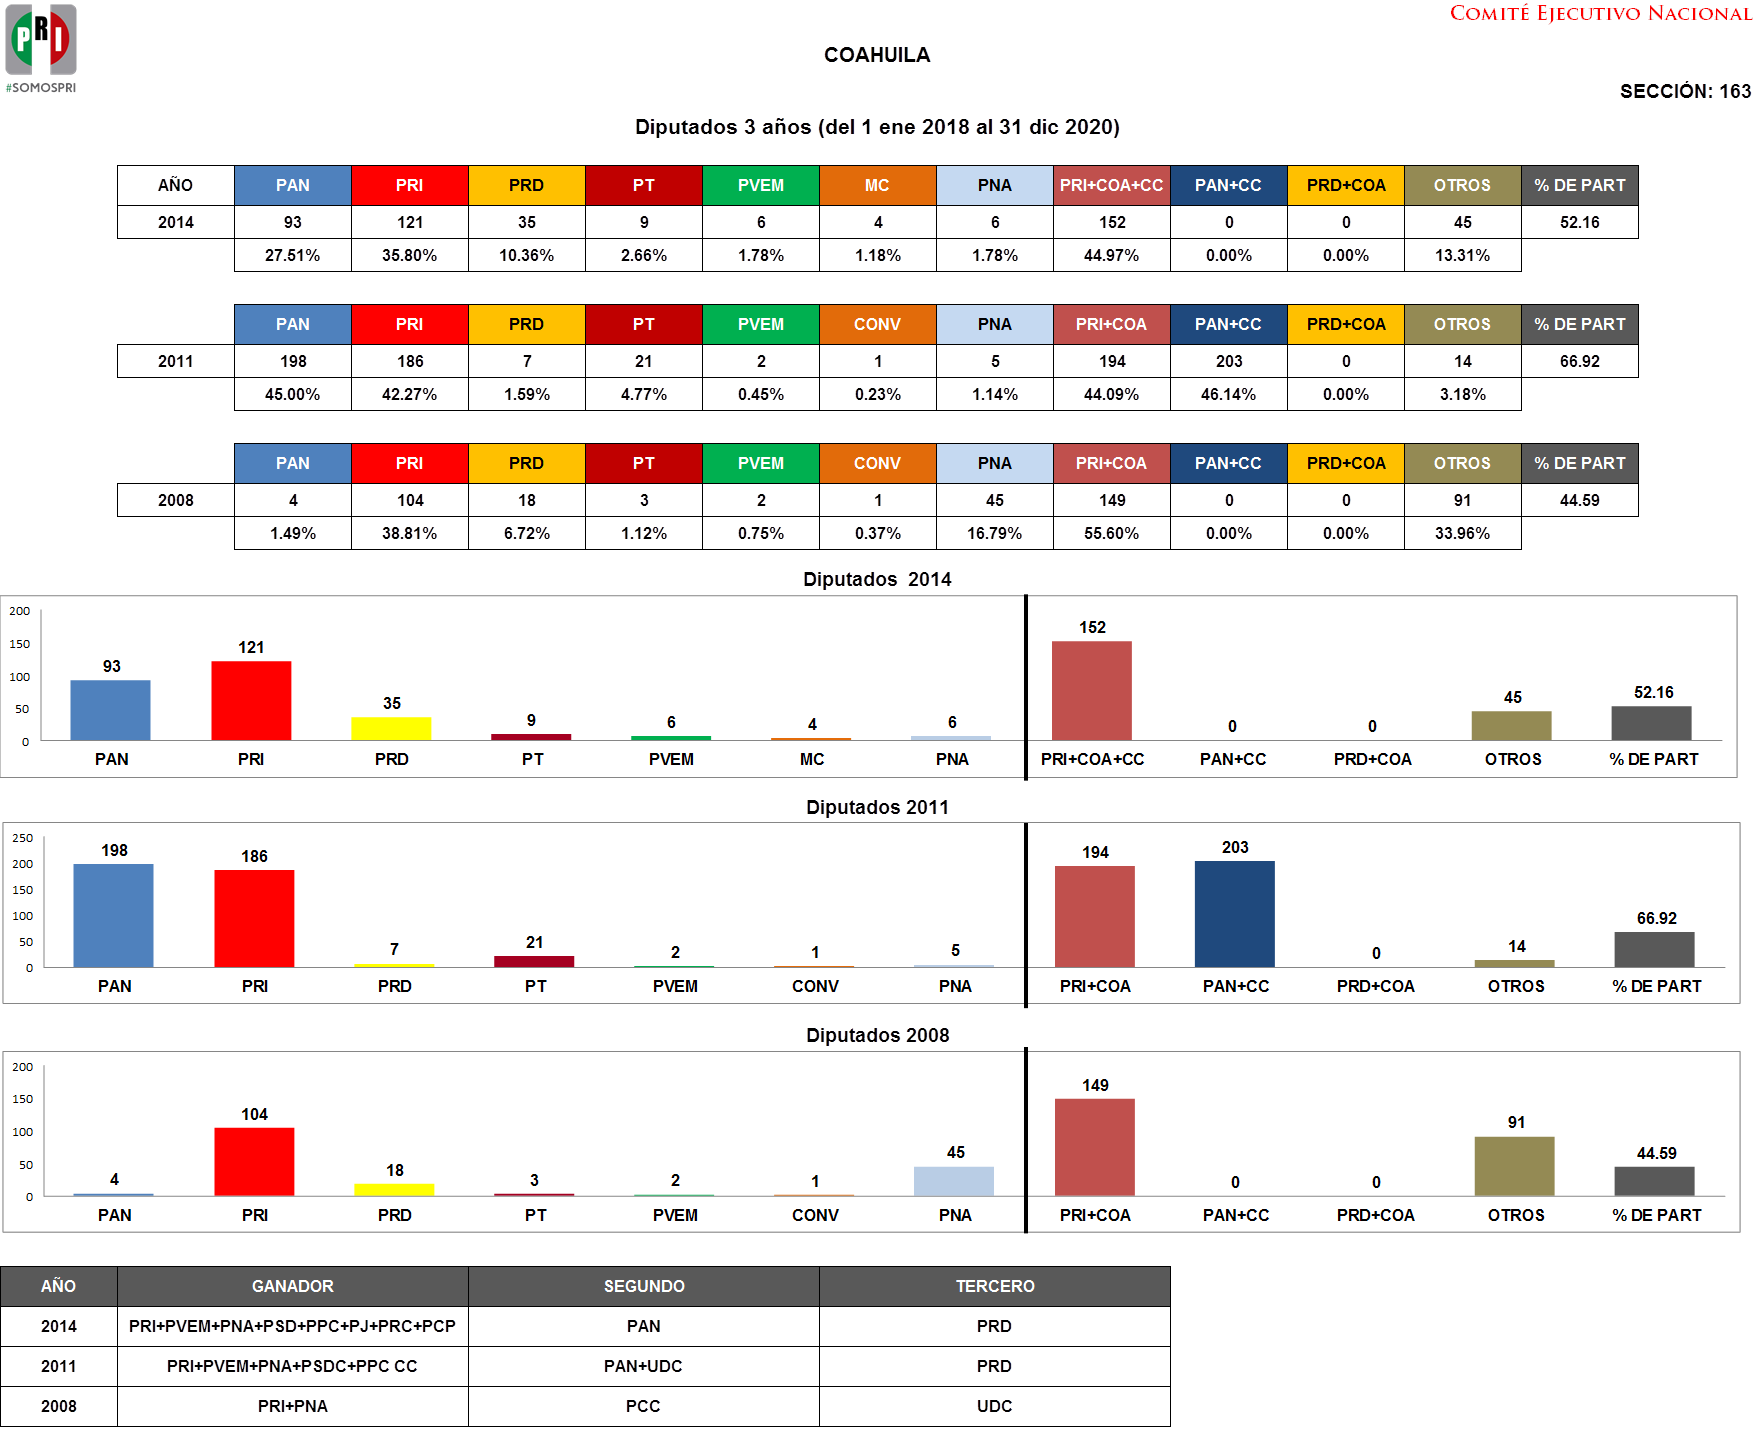 PRI
#SOMOSPRI
COMITÉ EJECUTIVO NACIONAL
COAHUILA
SECCIÓN: 163
Diputados 3 años (del 1 ene 2018 al 31 dic 2020)
AÑO PAN PRI PRD PT PVEM MC PNA PRI+COA+CC PAN+CC PRD+COA OTROS % DE PART
2014 93 121 35 9 6 4 6 152 0 0 45 52.16
27.51% 35.80% 10.36% 2.66% 1.78% 1.18% 1.78% 44.97% 0.00% 0.00% 13.31%
PAN PRI PRD PT PVEM CONV PNA PRI+COA PAN+CC PRD+COA OTROS % DE PART
2011 198 186 7 21 2 1 5 194 203 0 14 66.92
45.00% 42.27% 1.59% 4.77% 0.45% 0.23% 1.14% 44.09% 46.14% 0.00% 3.18%
PAN PRI PRD PT PVEM CONV PNA PRI+COA PAN+CC PRD+COA OTROS % DE PART
2008 4 104 18 3 2 1 45 149 0 0 91 44.59
1.49% 38.81% 6.72% 1.12% 0.75% 0.37% 16.79% 55.60% 0.00% 0.00% 33.96%
Diputados 2014
200
150
100
50
0
93 121 35 9 6 4 6 152 0 0 45 52.16
PAN PRI PRD PT PVEM MC PNA PRI+COA+CC PAN+CC PRD+COA OTROS % DE PART
Diputados 2011
250
200
150
100
50
0
198 186 7 21 2 1 5 194 203 0 14 66.92
PAN PRI PRD PT PVEM CONV PNA PRI+COA PAN+CC PRD+COA OTROS % DE PART
Diputados 2008
200
150
100
50
0
4 104 18 3 2 1 45 149 0 0 91 44.59
PAN PRI PRD PT PVEM CONV PNA PRI+COA PAN+CC PRD+COA OTROS % DE PART
AÑO GANADOR SEGUNDO TERCERO
2014 PRI+PVEM+PNA+PSD+PPC+PJ+PRC+PCP PAN PRD
2011 PRI+PVEM+PNA+PSDC+PPC CC PAN+UDC PRD
2008 PRI+PNA PCC UDC